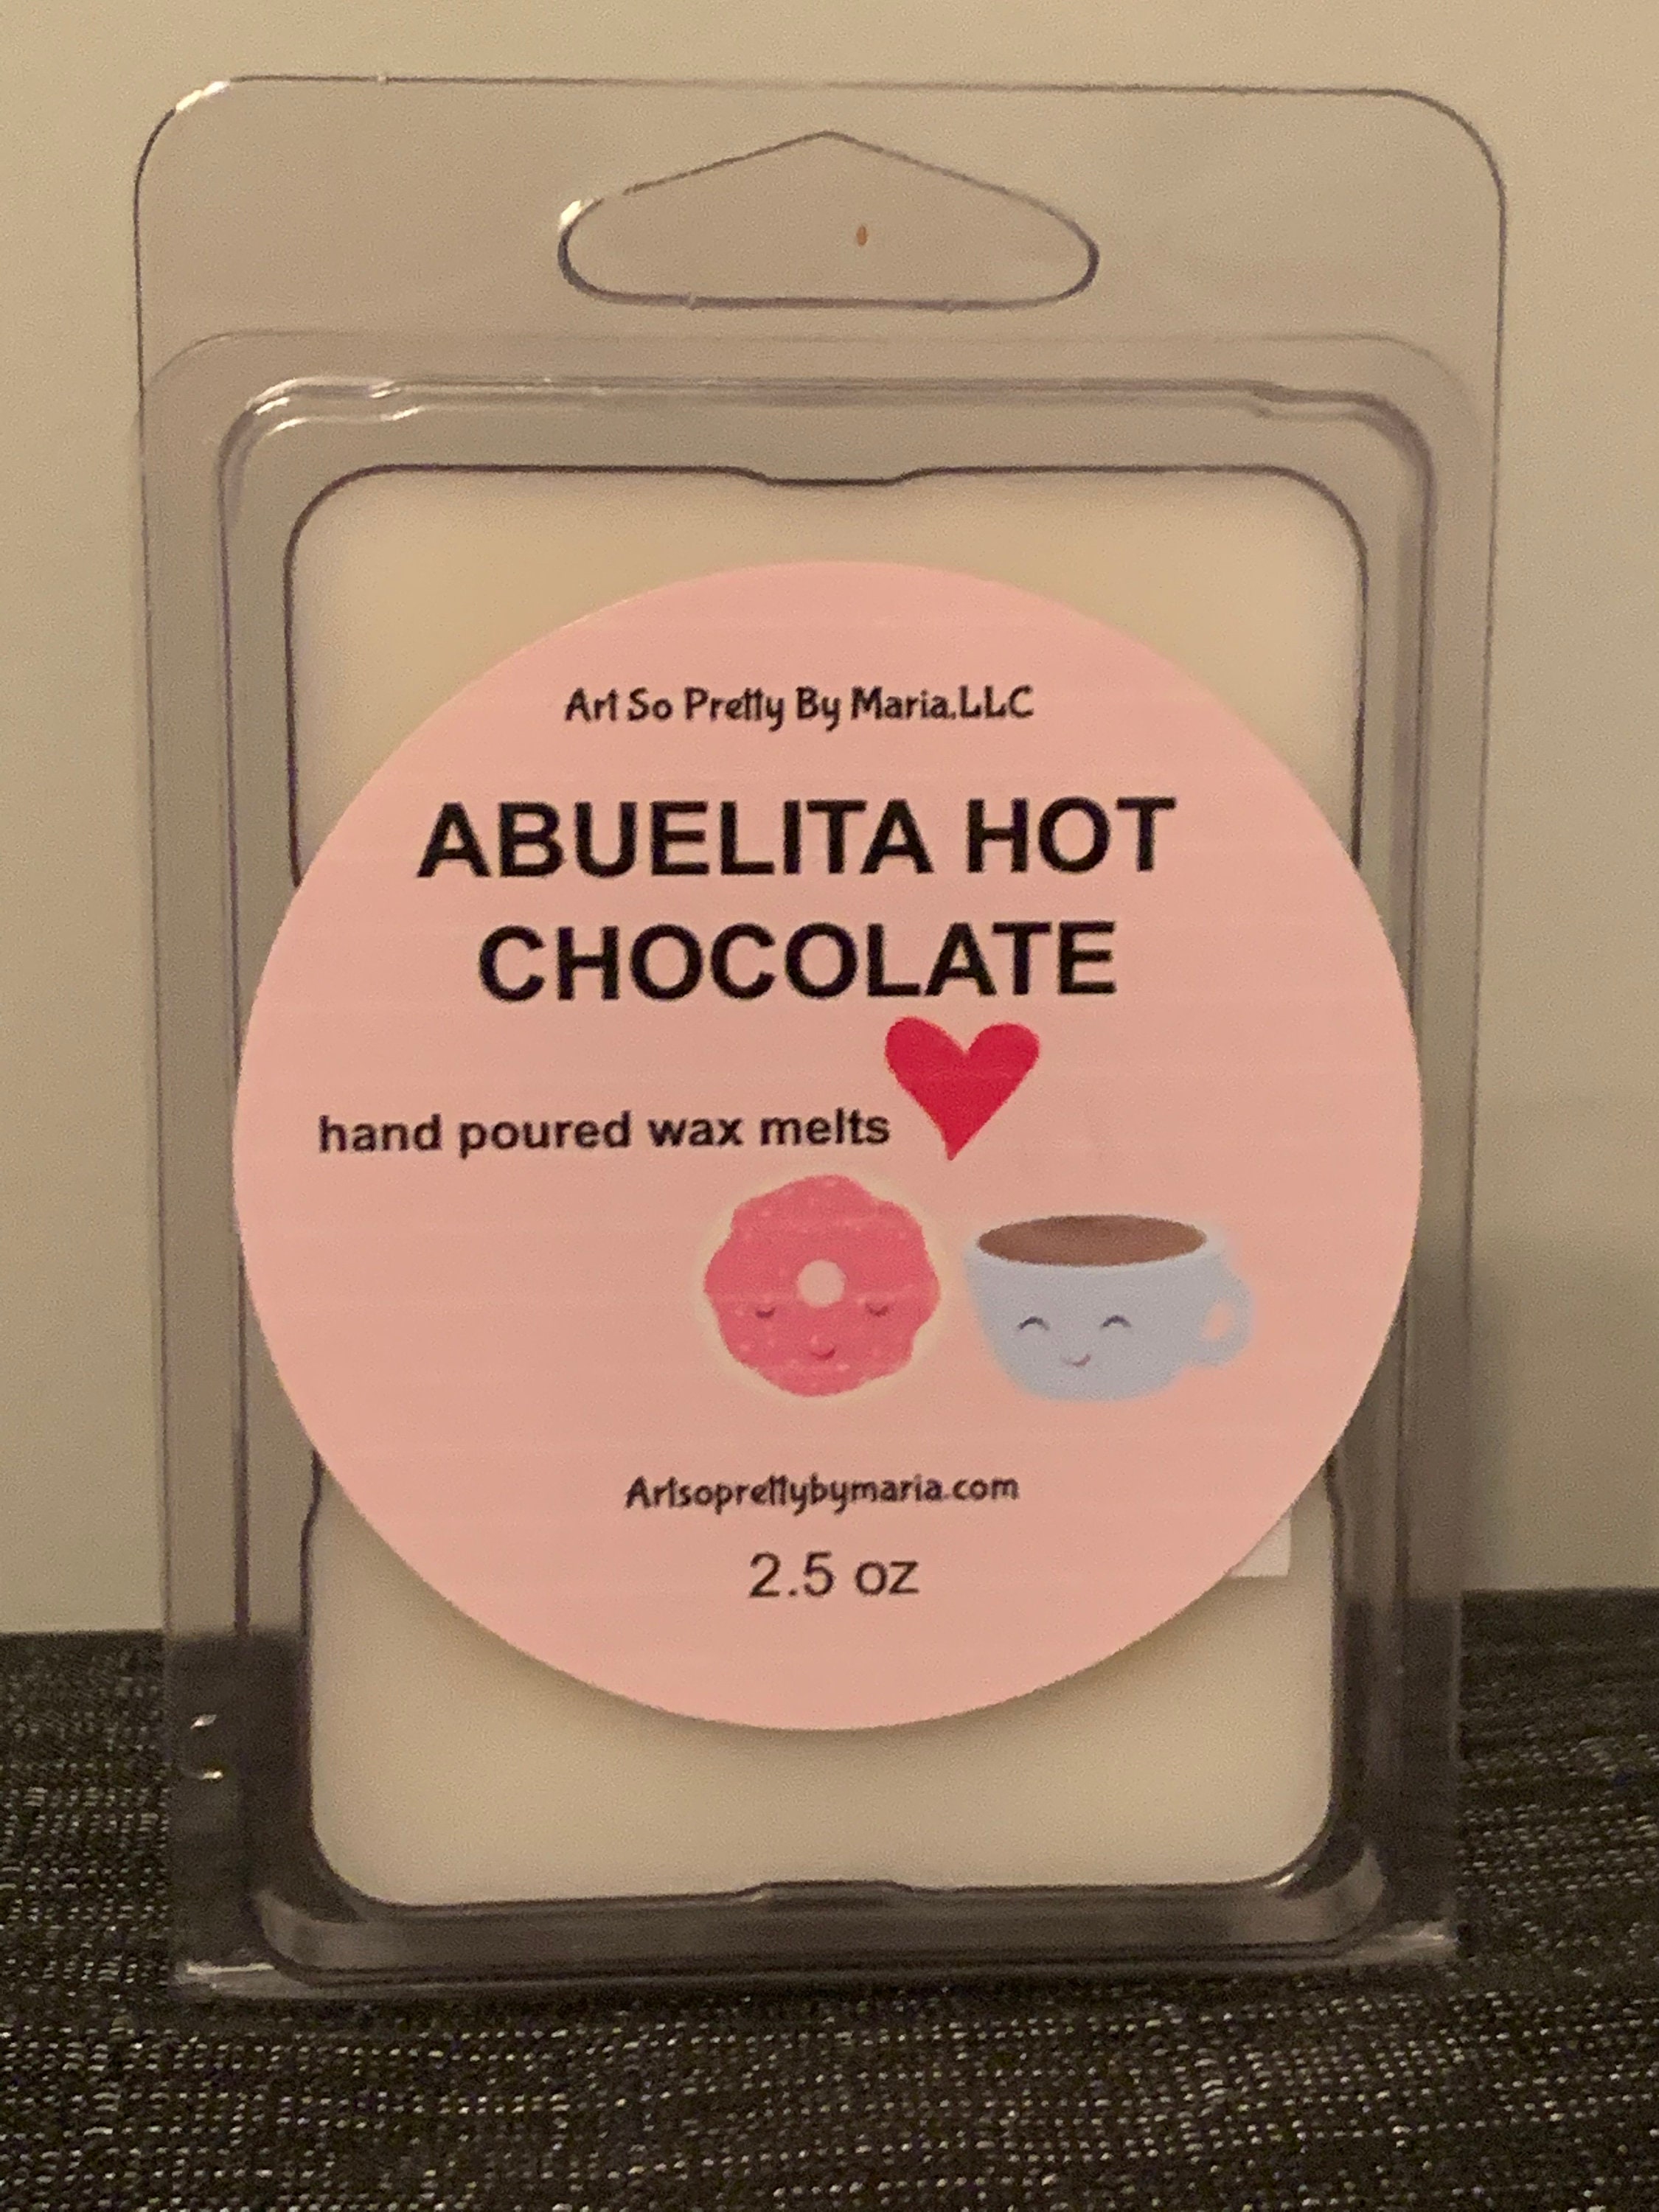 Art So Pretty By Maria.LLC
ABUELITA HOT
CHOCOLATE
hand poured wax melts
Artsoprettybymaria.com
2.5 oz